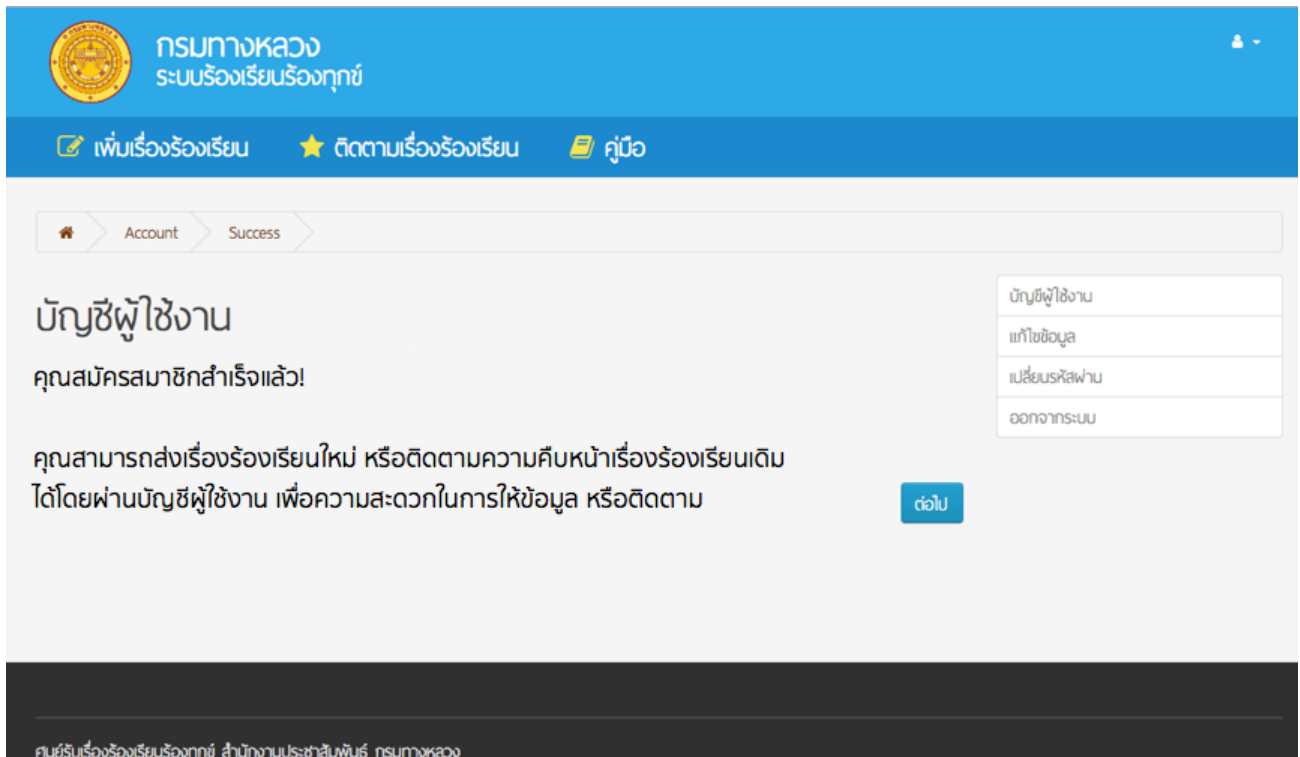 กรมทางหลวง
ระบบร้องเรียนร้องทุกข์
เพิ่มเรื่องร้องเรียน ติดตามเรื่องร้องเรียน คู่มือ
Account Success
บัญชีผู้ใช้งาน
คุณสมัครสมาชิกสำเร็จแล้ว!
คุณสามารถส่งเรื่องร้องเรียนใหม่ หรือติดตามความคืบหน้าเรื่องร้องเรียนเดิม
ได้โดยผ่านบัญชีผู้ใช้งาน เพื่อความสะดวกในการให้ข้อมูล หรือติดตาม
ต่อไป
บัญชีผู้ใช้งาน
แก้ไขข้อมูล
เปลี่ยนรหัสผ่าน
ออกจากระบบ
ศูนย์รับเรื่องร้องเรียนร้องทุกข์ สำนักงานประชาสัมพันธ์ กรมทางหลวง